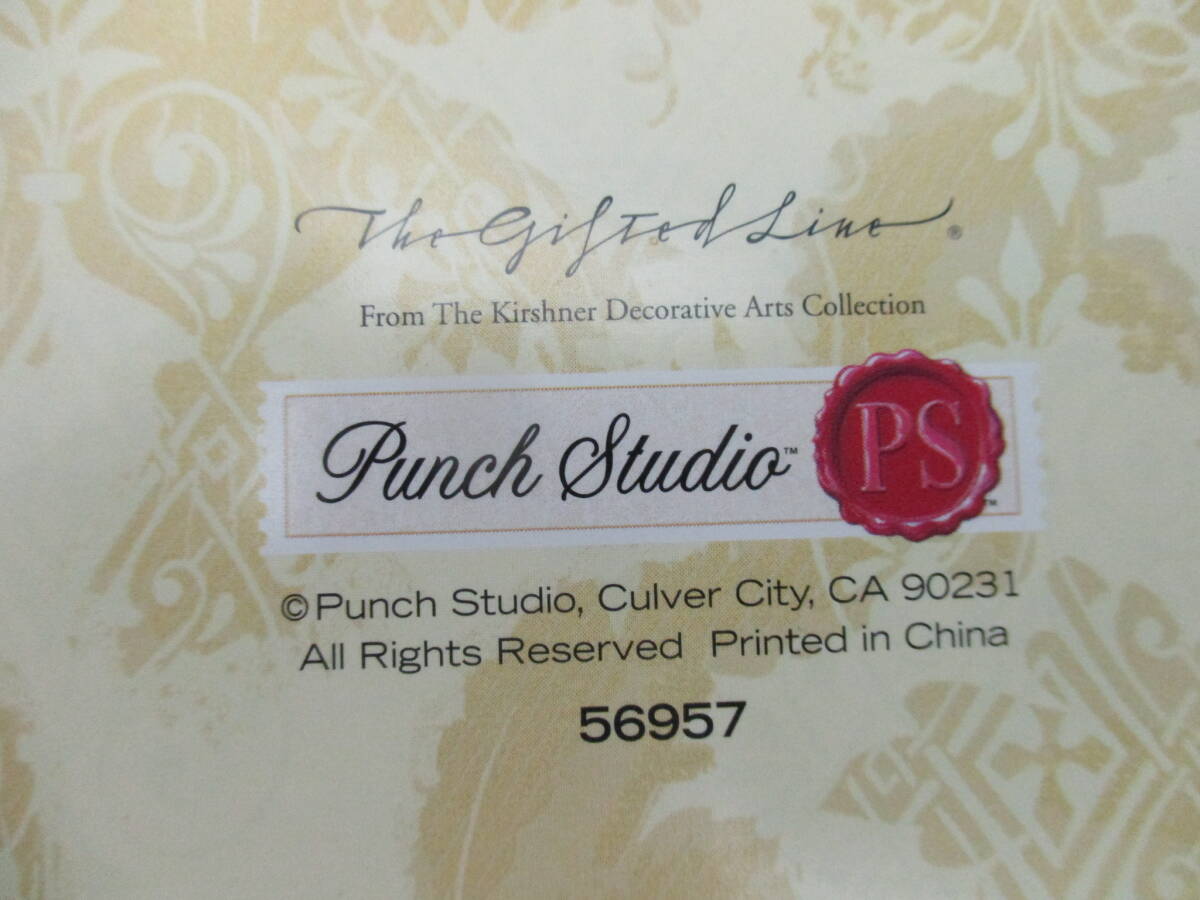 The Gifted Line ®
From The Kirshner Decorative Arts Collection
Punch Studio™ PS ™
© Punch Studio, Culver City, CA 90231
All Rights Reserved Printed in China
56957